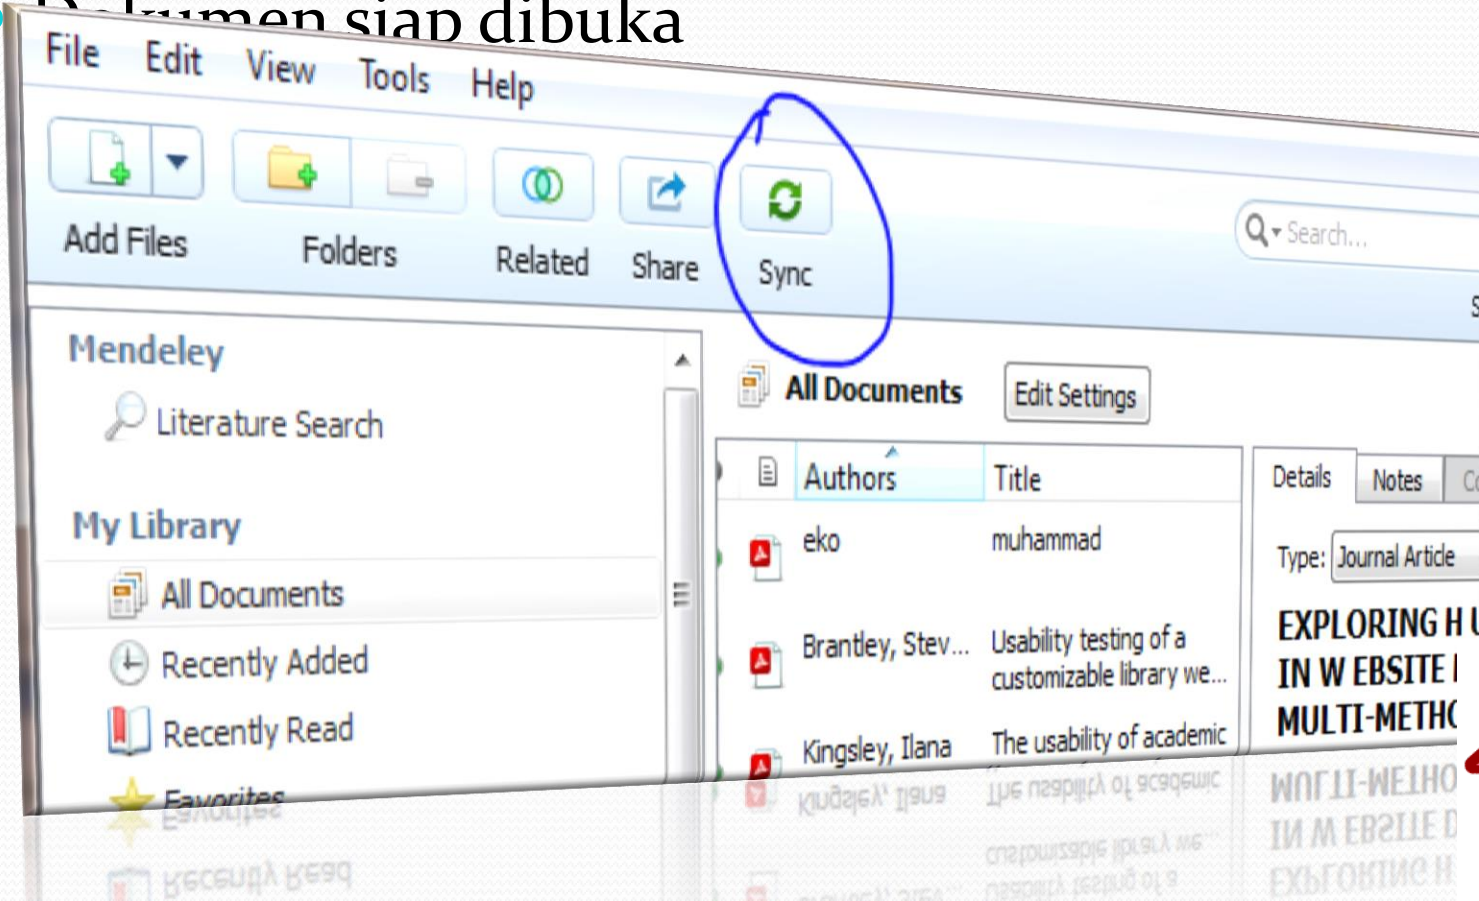 Dokumen siap dibuka
File Edit View Tools Help
Add Files Folders Related Share Sync
Search...
Mendeley
Literature Search
My Library
All Documents
Recently Added
Recently Read
Favorites
All Documents Edit Settings
Authors Title
eko muhammad
Brantley, Stev... Usability testing of a
customizable library we...
Kingsley, Ilana The usability of academic
Details Notes
Type: Journal Article
EXPLORING H
IN W EBSITE
MULTI-METHO